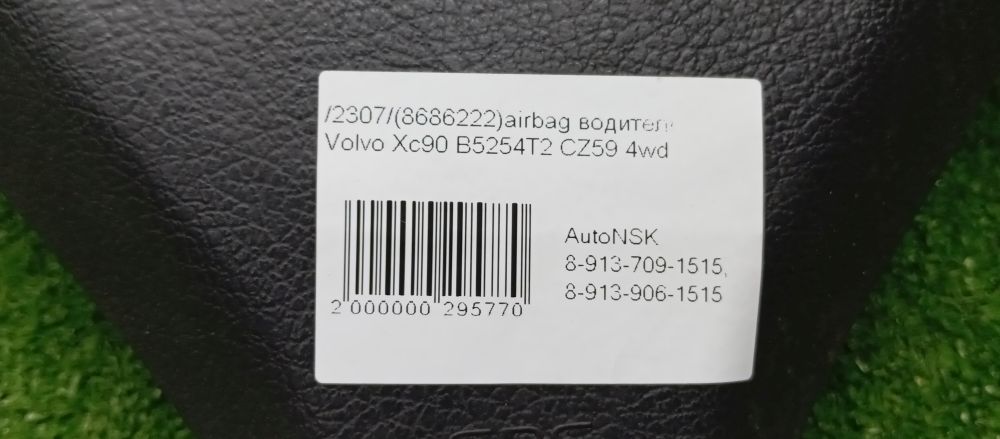 /2307/(8686222)airbag водител
Volvo Xc90 B5254T2 CZ59 4wd
AutoNSK
8-913-709-1515,
8-913-906-1515
2 000000 295770